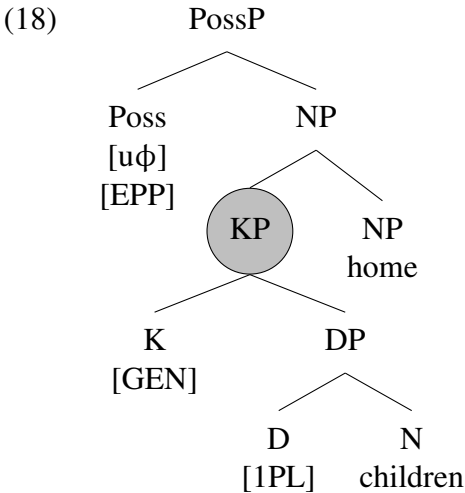 (18) PossP
Poss NP
[uϕ]
[EPP]
KP NP
home
K DP
[GEN]
D N
[1PL] children